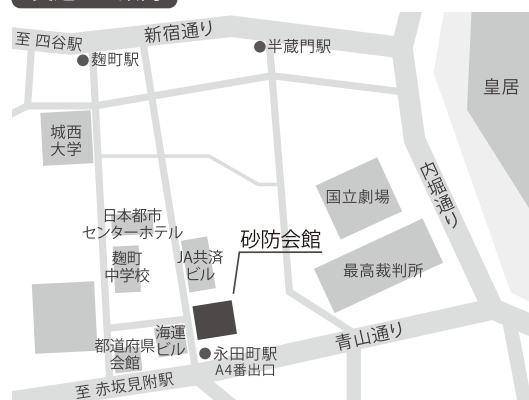 新宿通り
至 四谷駅
半蔵門駅
麹町駅
皇居
城西
大学
内堀通り
国立劇場
日本都市
センターホテル
砂防会館
麹町
中学校
JA共済
ビル
最高裁判所
海運
ビル
青山通り
都道府県
会館
永田町駅
A4番出口
至 赤坂見附駅